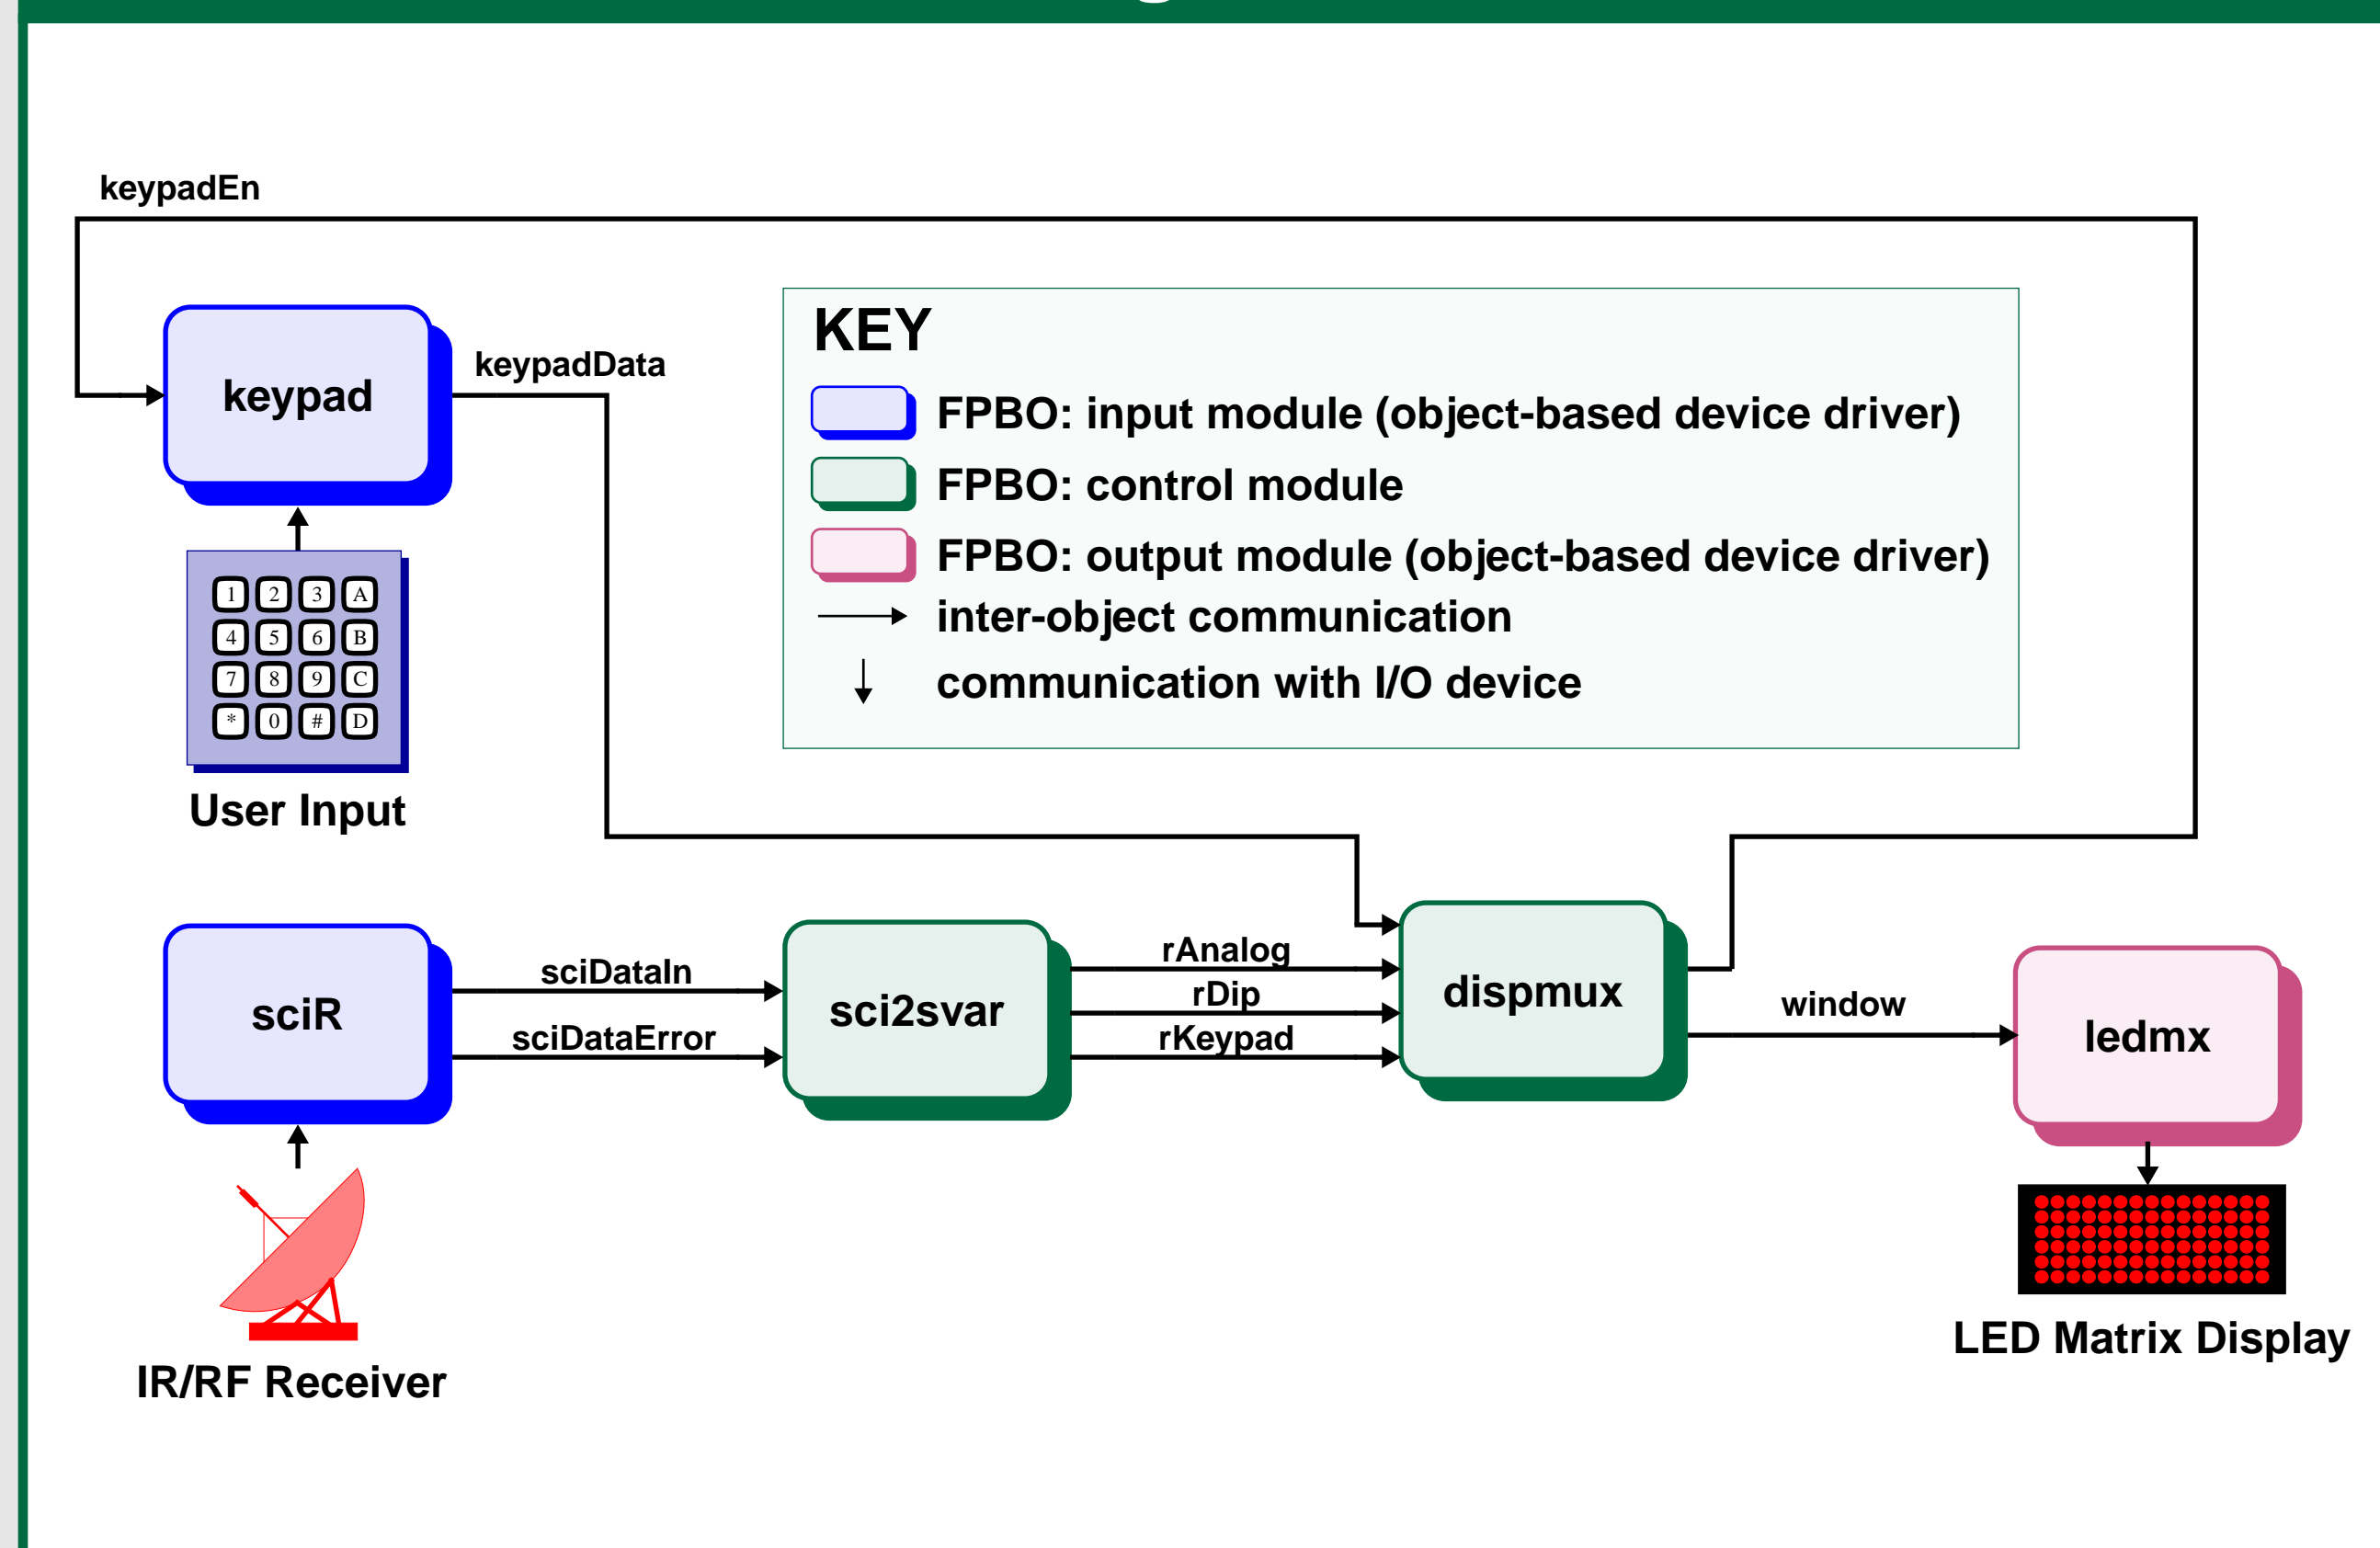 keypadEn
keypad
keypadData
KEY
FPBO: input module (object-based device driver)
FPBO: control module
FPBO: output module (object-based device driver)
inter-object communication
communication with I/O device
1 2 3 A
4 5 6 B
7 8 9 C
* 0 # D
User Input
sciR
sciDataIn
sciDataError
sci2svar
rAnalog
rDip
rKeypad
dispmux
window
ledmx
IR/RF Receiver
LED Matrix Display